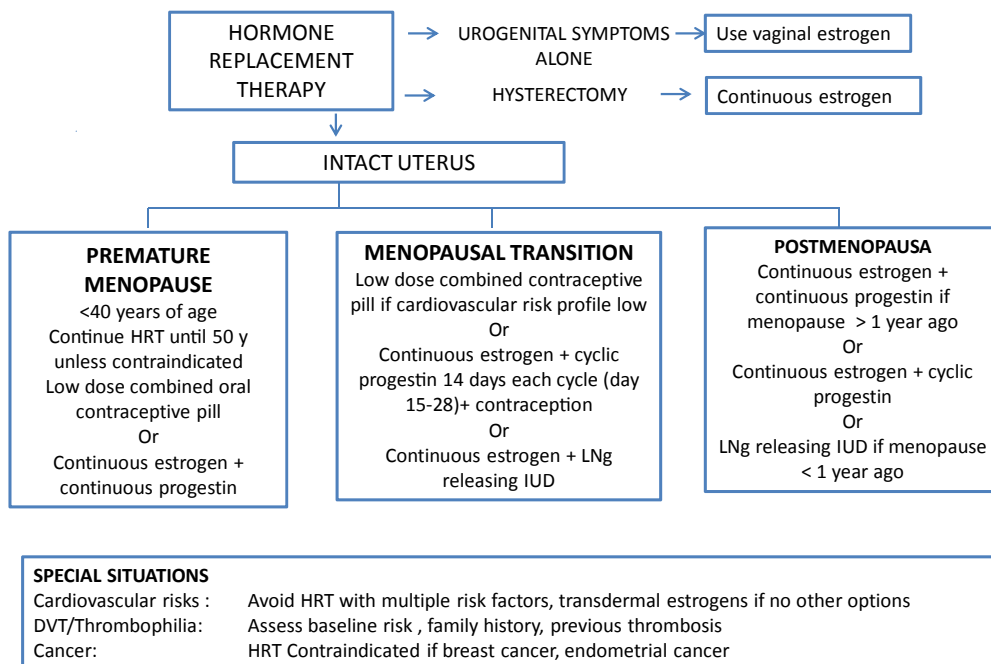 HORMONE
REPLACEMENT
THERAPY
UROGENITAL SYMPTOMS
ALONE
Use vaginal estrogen
HYSTERECTOMY
Continuous estrogen
INTACT UTERUS
PREMATURE
MENOPAUSE
<40 years of age
Continue HRT until 50 y
unless contraindicated
Low dose combined oral
contraceptive pill
Or
Continuous estrogen +
continuous progestin
MENOPAUSAL TRANSITION
Low dose combined contraceptive
pill if cardiovascular risk profile low
Or
Continuous estrogen + cyclic
progestin 14 days each cycle (day
15-28)+ contraception
Or
Continuous estrogen + LNg
releasing IUD
POSTMENOPAUSA
Continuous estrogen +
continuous progestin if
menopause > 1 year ago
Or
Continuous estrogen + cyclic
progestin
Or
LNg releasing IUD if menopause
< 1 year ago
SPECIAL SITUATIONS
Cardiovascular risks : Avoid HRT with multiple risk factors, transdermal estrogens if no other options
DVT/Thrombophilia: Assess baseline risk , family history, previous thrombosis
Cancer: HRT Contraindicated if breast cancer, endometrial cancer